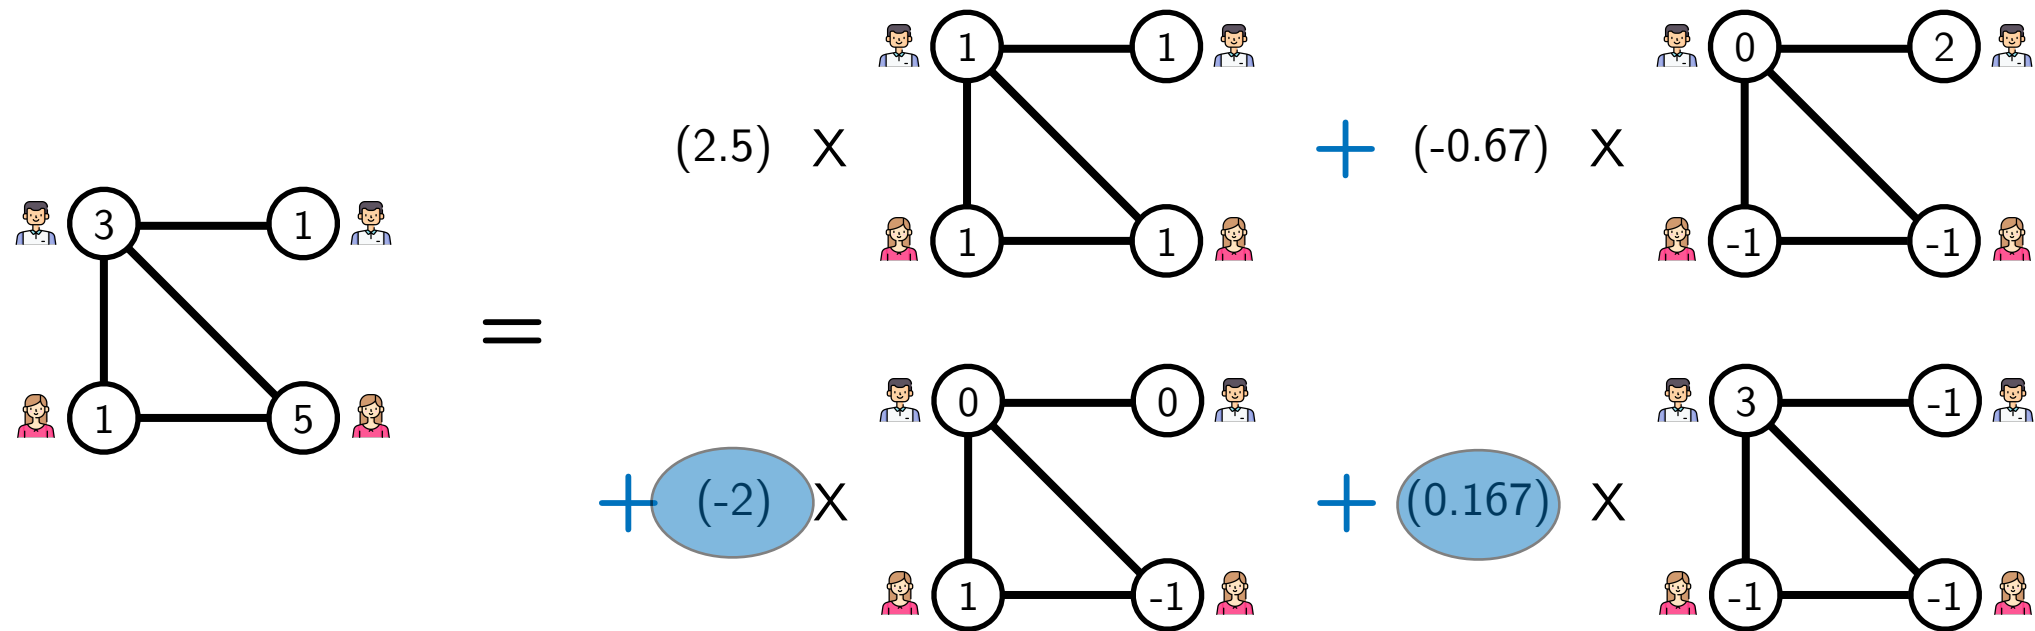 1 1 0 2
(2.5) X + (-0.67) X
3 1
1 1 -1 -1
=
0 0 3 -1
1 5
+ (-2) X + (0.167) X
1 -1 -1 -1